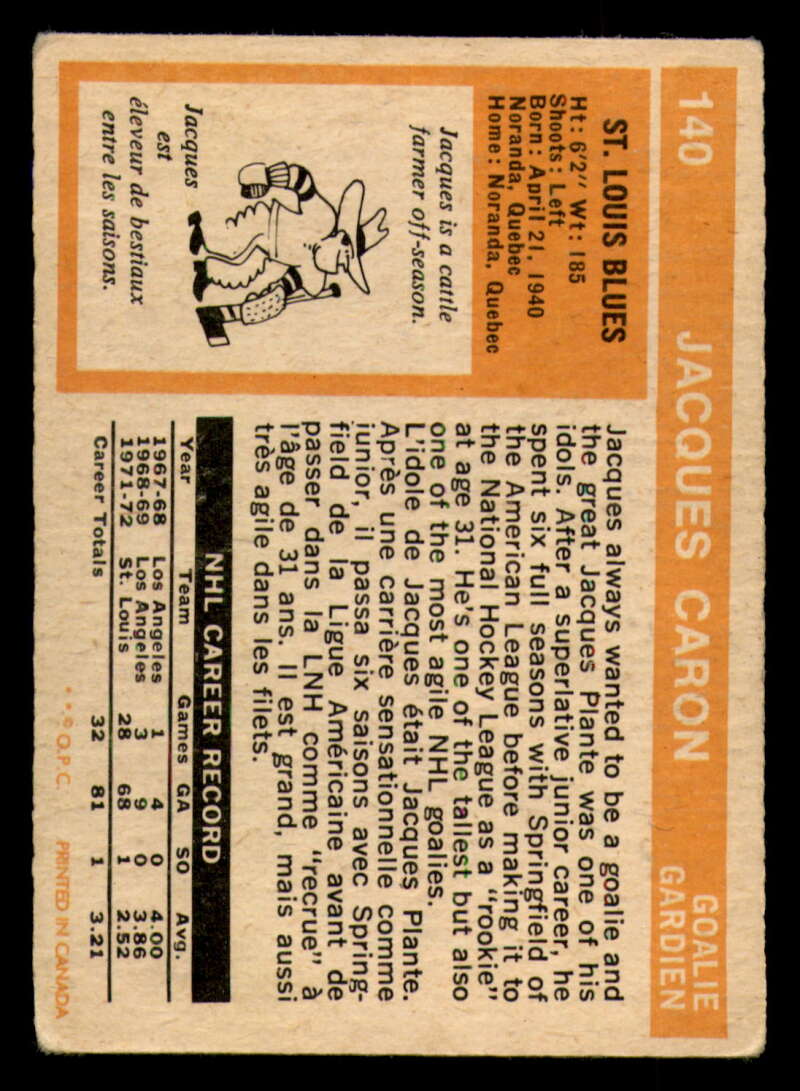 140 JACQUES CARON GOALIE
GARDIEN
ST. LOUIS BLUES
Ht: 6'2" Wt: 185
Shoots: Left
Born: April 21, 1940
Noranda, Quebec
Home: Noranda, Quebec
Jacques is a cattle
farmer off-season.
Jacques
est
éleveur de bestiaux
entre les saisons.
Jacques always wanted to be a goalie and
the great Jacques Plante was one of his
idols. After a superlative junior career, he
spent six full seasons with Springfield of
the American League before making it to
the National Hockey League as a "rookie"
at age 31. He's one of the tallest but also
one of the most agile NHL goalies.
L'idole de Jacques était Jacques Plante.
Après une carrière sensationnelle comme
junior, il passa six saisons avec Spring-
field de la Ligue Américaine avant de
passer dans la LNH comme "recrue" à
l'âge de 31 ans. Il est grand, mais aussi
très agile dans les filets.
NHL CAREER RECORD
Year Team Games GA SO Avg.
1967-68 Los Angeles 1 4 0 4.00
1968-69 Los Angeles 3 9 0 3.86
1971-72 St. Louis 28 68 1 2.52
Career Totals 32 81 1 3.21
* * © O.P.C. PRINTED IN CANADA